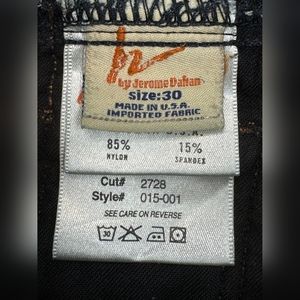 by Jerome Dahan
Size:30
MADE IN U.S.A.
IMPORTED FABRIC
85% 15%
NYLON SPANDEX
Cut# 2728
Style# 015-001
SEE CARE ON REVERSE
30